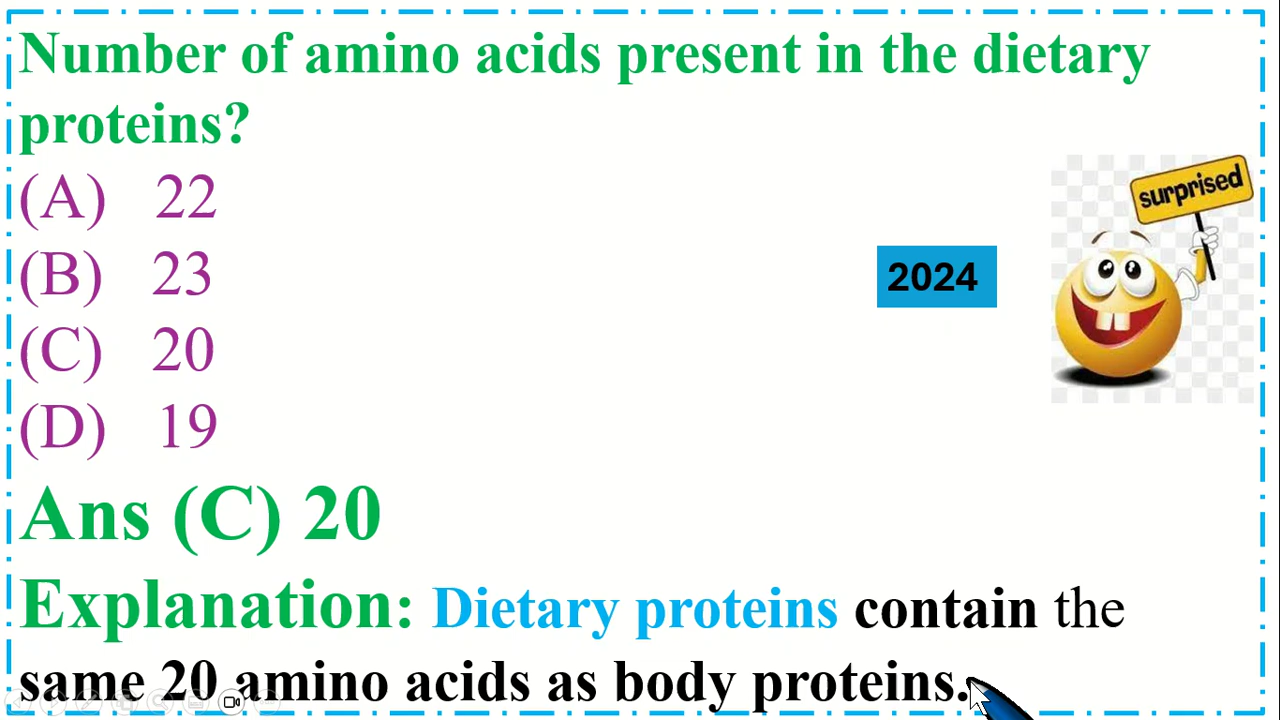 Number of amino acids present in the dietary
proteins?
(A) 22
(B) 23
(C) 20
(D) 19
surprised
2024
Ans (C) 20
Explanation: Dietary proteins contain the
same 20 amino acids as body proteins.